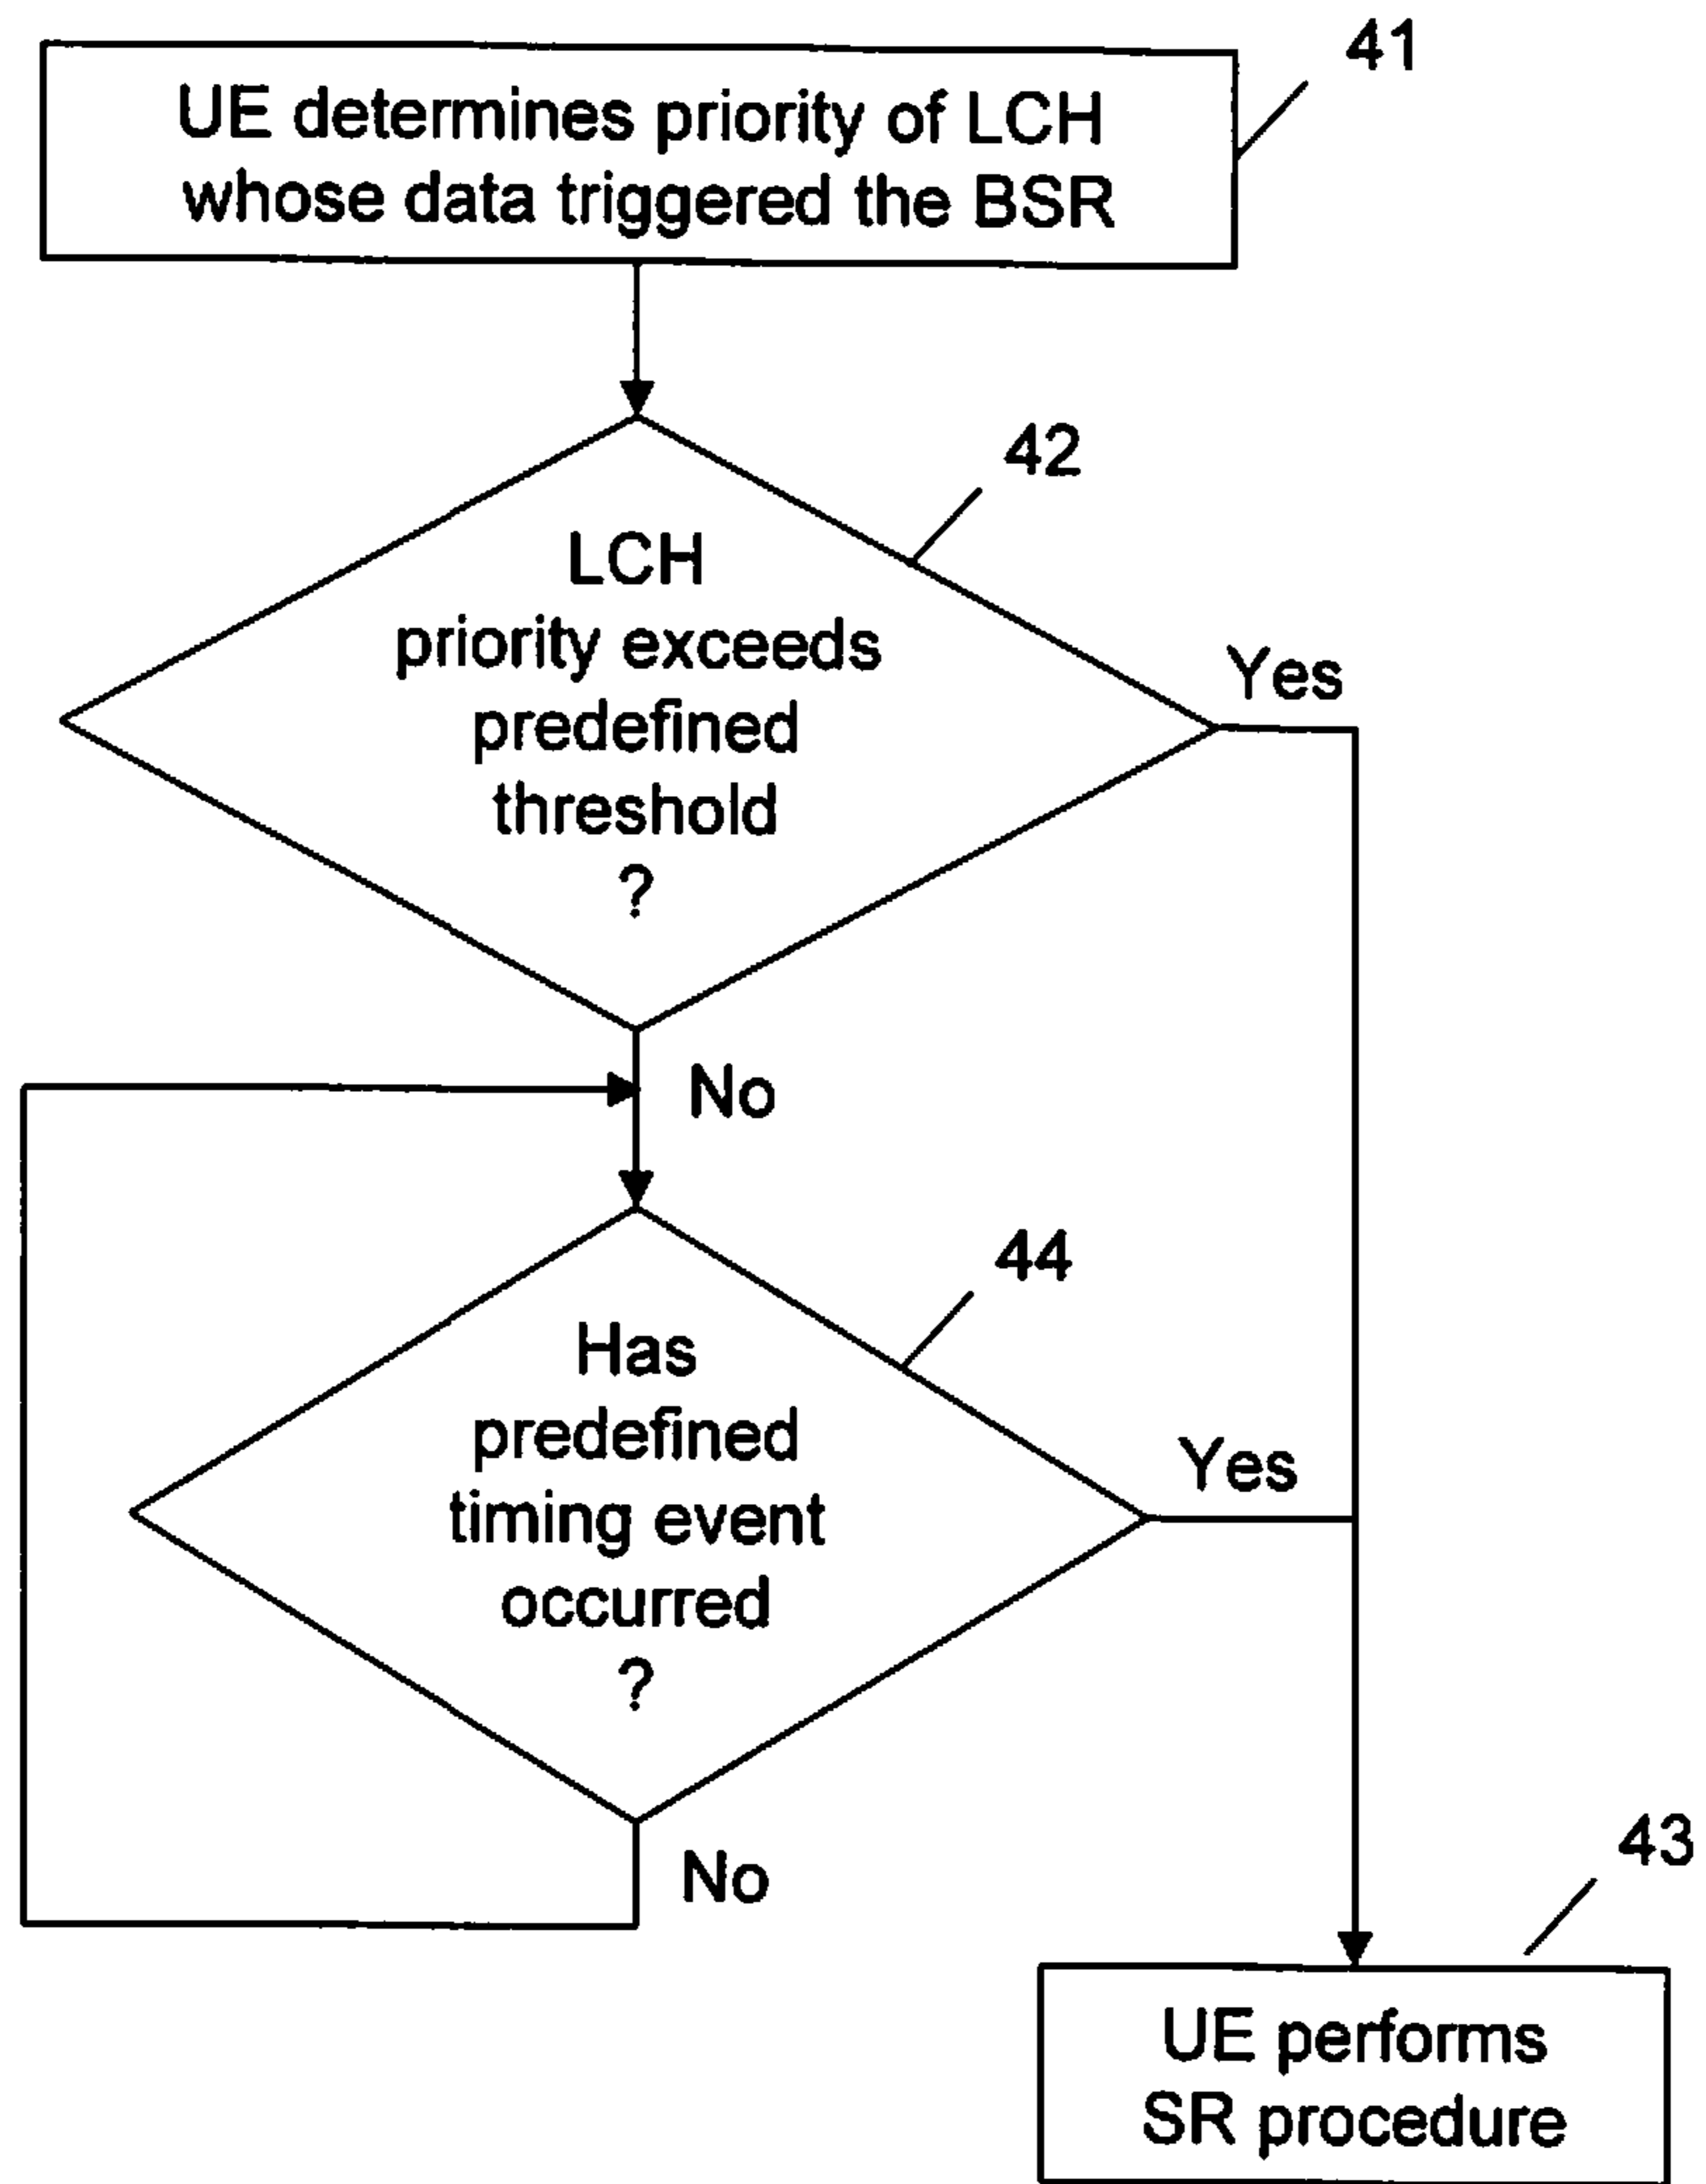 41
UE determines priority of LCH
whose data triggered the BSR
42
LCH
priority exceeds
predefined
threshold
?
Yes
No
44
Has
predefined
timing event
occurred
?
Yes
No
43
UE performs
SR procedure